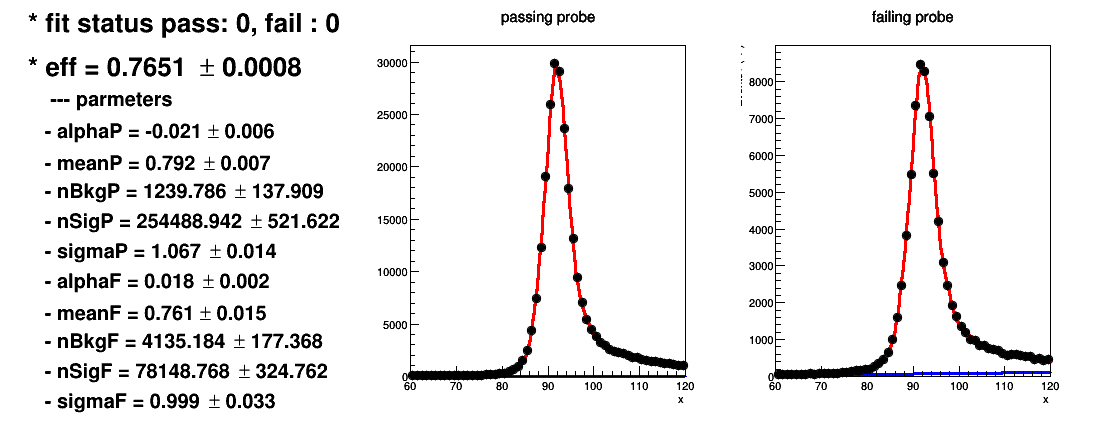 * fit status pass: 0, fail : 0
* eff = 0.7651 ± 0.0008
--- parmeters
- alphaP = -0.021 ± 0.006
- meanP = 0.792 ± 0.007
- nBkgP = 1239.786 ± 137.909
- nSigP = 254488.942 ± 521.622
- sigmaP = 1.067 ± 0.014
- alphaF = 0.018 ± 0.002
- meanF = 0.761 ± 0.015
- nBkgF = 4135.184 ± 177.368
- nSigF = 78148.768 ± 324.762
- sigmaF = 0.999 ± 0.033
passing probe
30000
25000
20000
15000
10000
5000
0
60 70 80 90 100 110 120
x
failing probe
8000
7000
6000
5000
4000
3000
2000
1000
0
60 70 80 90 100 110 120
x